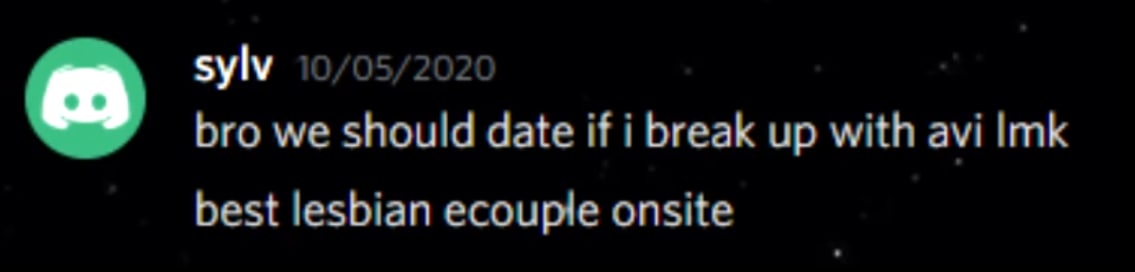 sylv 10/05/2020
bro we should date if i break up with avi lmk
best lesbian ecouple onsite